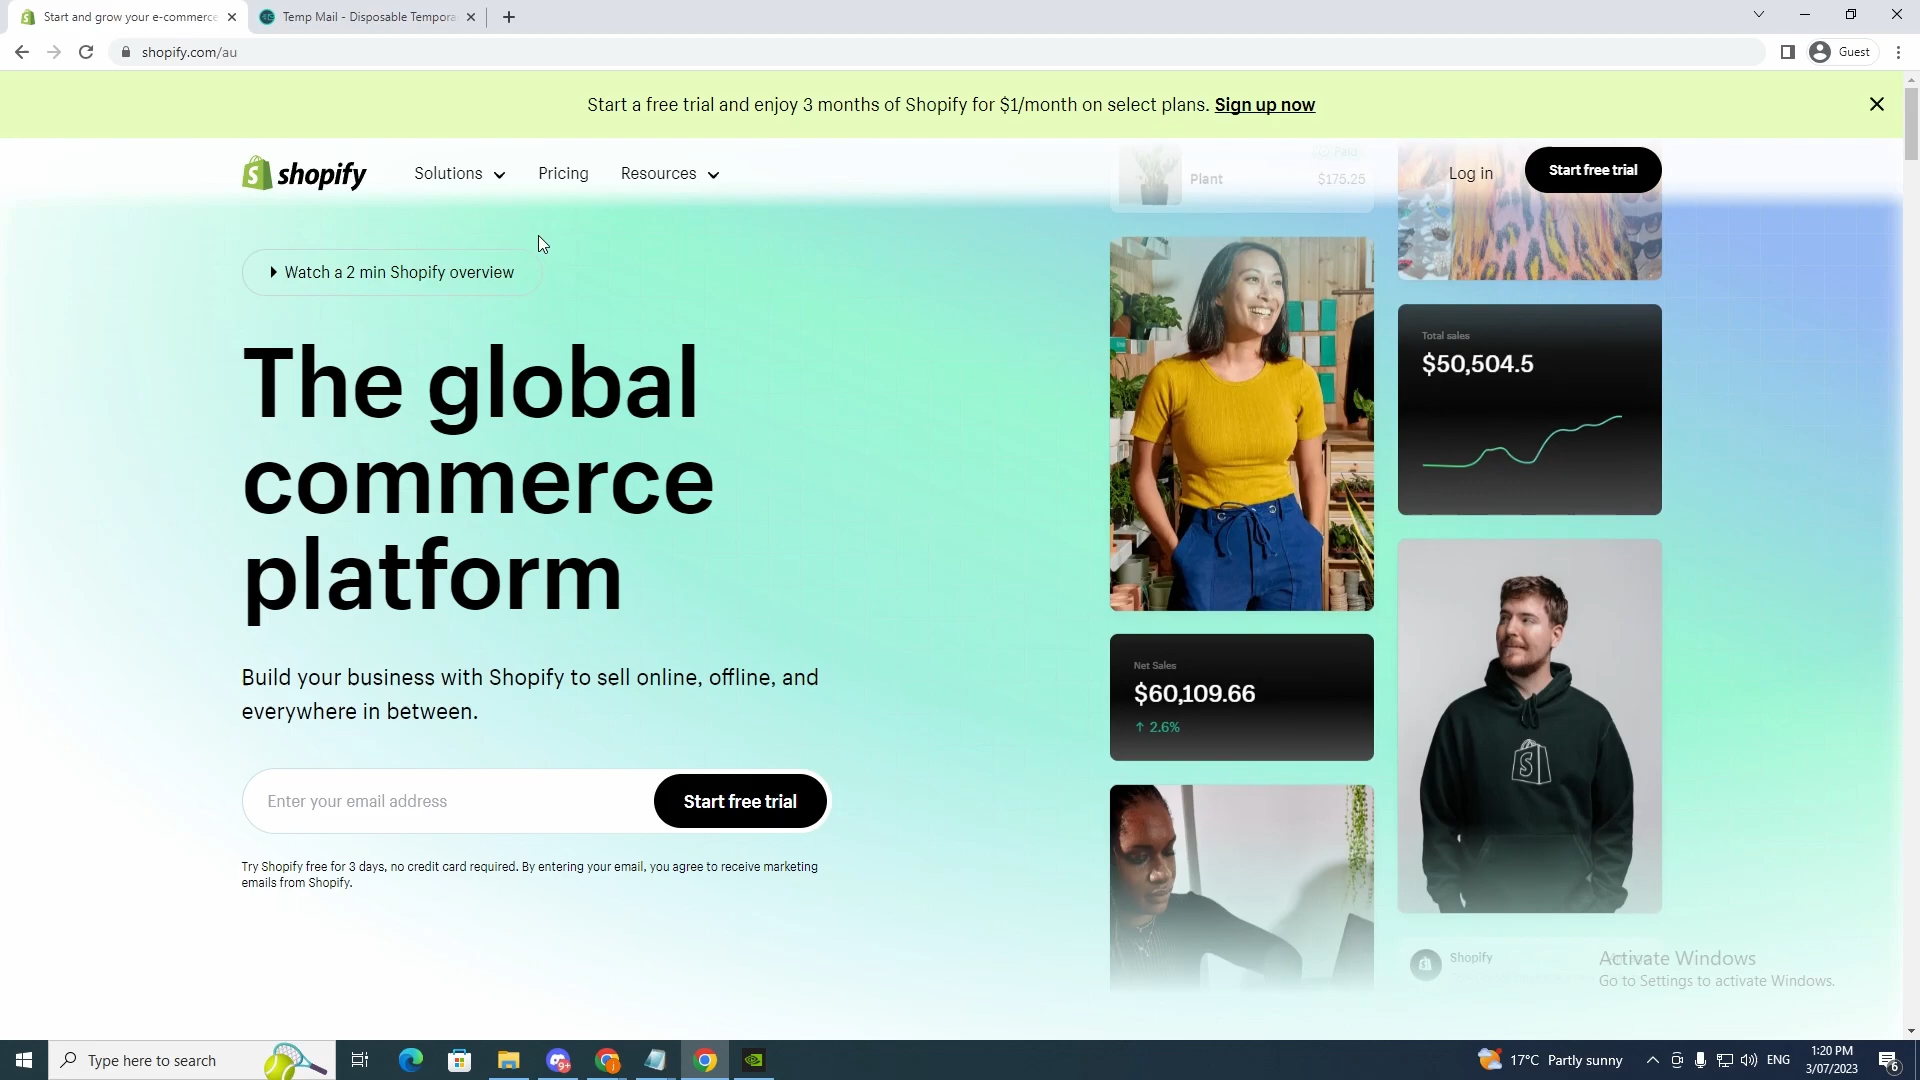 Start and grow your e-commerce
Temp Mail - Disposable Tempora
shopify.com/au
Guest
Start a free trial and enjoy 3 months of Shopify for $1/month on select plans. Sign up now
shopify
Solutions
Pricing
Resources
Log in
Start free trial
Paid
Plant
$175.25
Watch a 2 min Shopify overview
The global
commerce
platform
Build your business with Shopify to sell online, offline, and
everywhere in between.
Enter your email address
Start free trial
Try Shopify free for 3 days, no credit card required. By entering your email, you agree to receive marketing
emails from Shopify.
Total sales
$50,504.5
Net Sales
$60,109.66
↑ 2.6%
Shopify
Activate Windows
Go to Settings to activate Windows.
Type here to search
9+
17°C Partly sunny
ENG
1:20 PM
3/07/2023
6